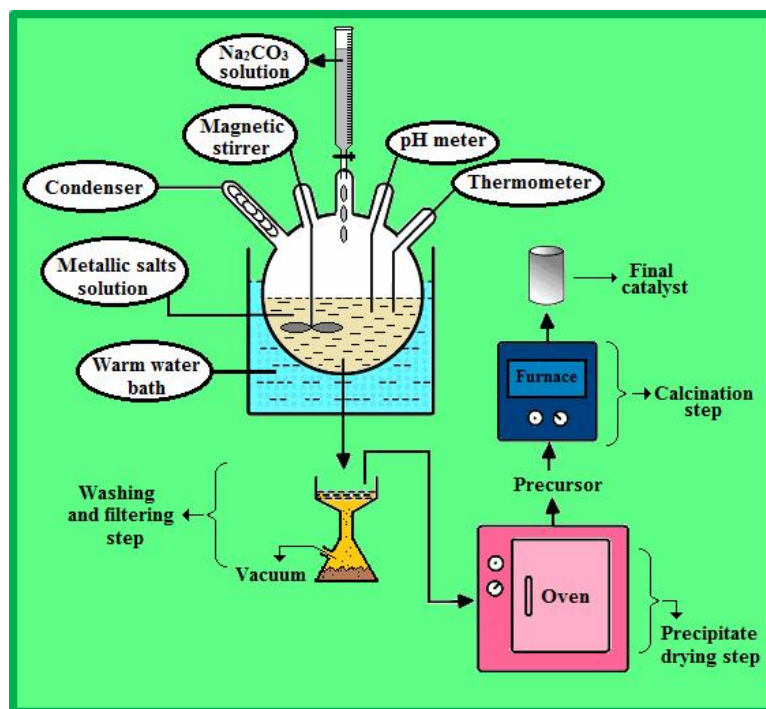 Na₂CO₃
solution
Magnetic
stirrer
pH meter
Condenser
Thermometer
Metallic salts
solution
Final
catalyst
Warm water
bath
Furnace
Calcination
step
Washing
and filtering
step
Precursor
Vacuum
Oven
Precipitate
drying step